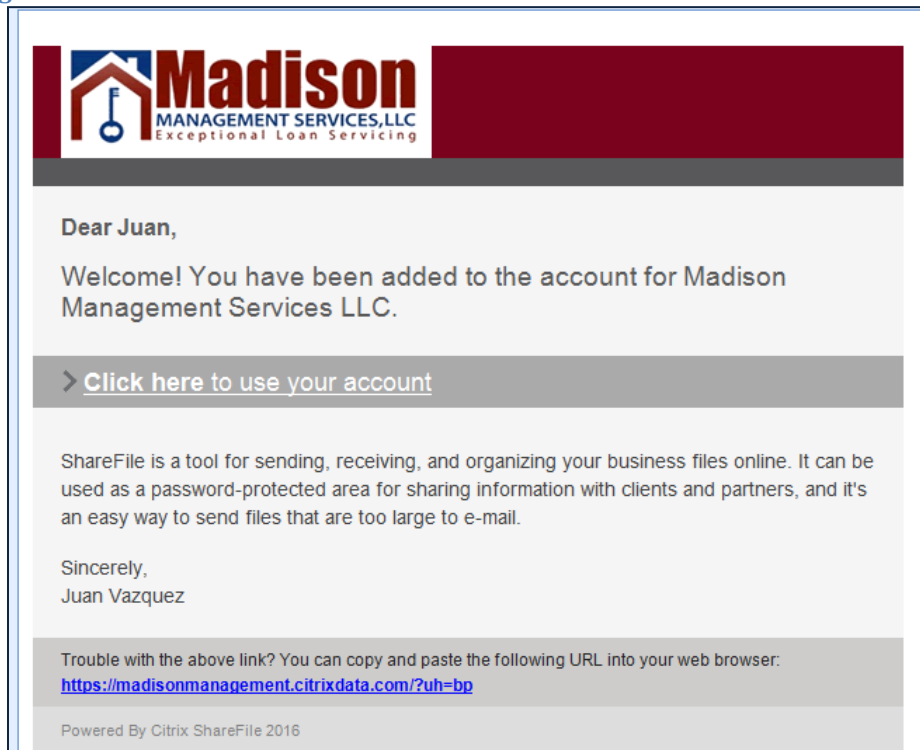 Madison
MANAGEMENT SERVICES,LLC
Exceptional Loan Servicing
Dear Juan,
Welcome! You have been added to the account for Madison
Management Services LLC.
Click here to use your account
ShareFile is a tool for sending, receiving, and organizing your business files online. It can be
used as a password-protected area for sharing information with clients and partners, and it's
an easy way to send files that are too large to e-mail.
Sincerely,
Juan Vazquez
Trouble with the above link? You can copy and paste the following URL into your web browser:
https://madisonmanagement.citrixdata.com/?uh=bp
Powered By Citrix ShareFile 2016